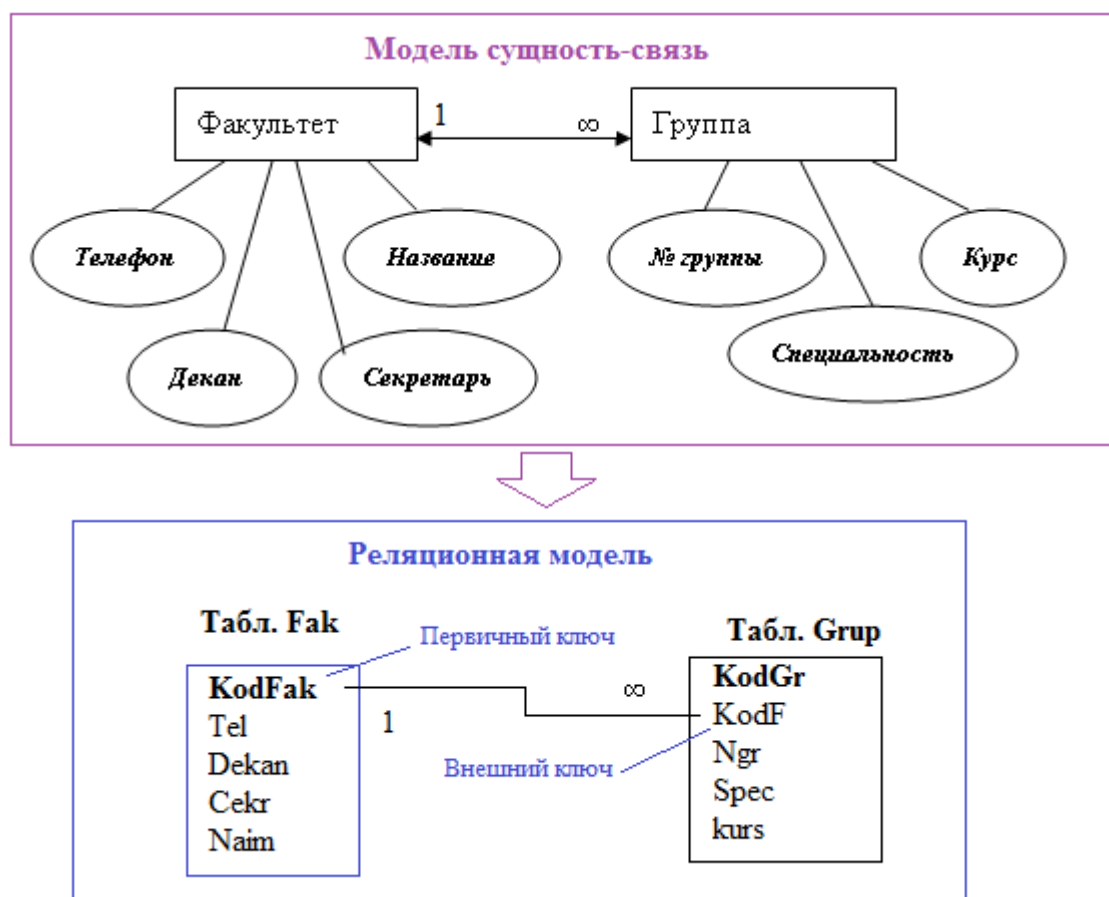 Модель сущность-связь
Факультет
1
∞
Группа
Телефон
Название
№ группы
Курс
Декан
Секретарь
Специальность
Реляционная модель
Табл. Fak
Первичный ключ
Табл. Grup
KodFak
Tel
Dekan
Cekr
Naim
1
∞
Внешний ключ
KodGr
KodF
Ngr
Spec
kurs